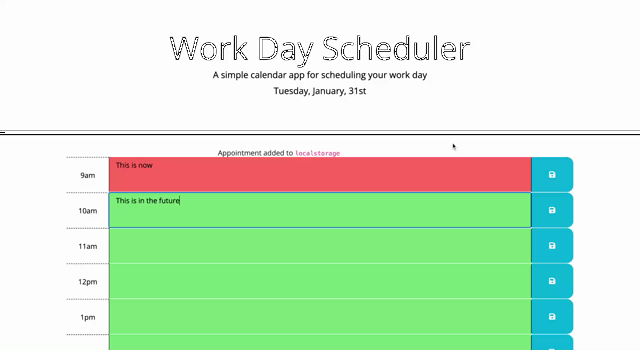 Work Day Scheduler
A simple calendar app for scheduling your work day
Tuesday, January, 31st
Appointment added to localstorage
9am This is now
10am This is in the future
11am
12pm
1pm